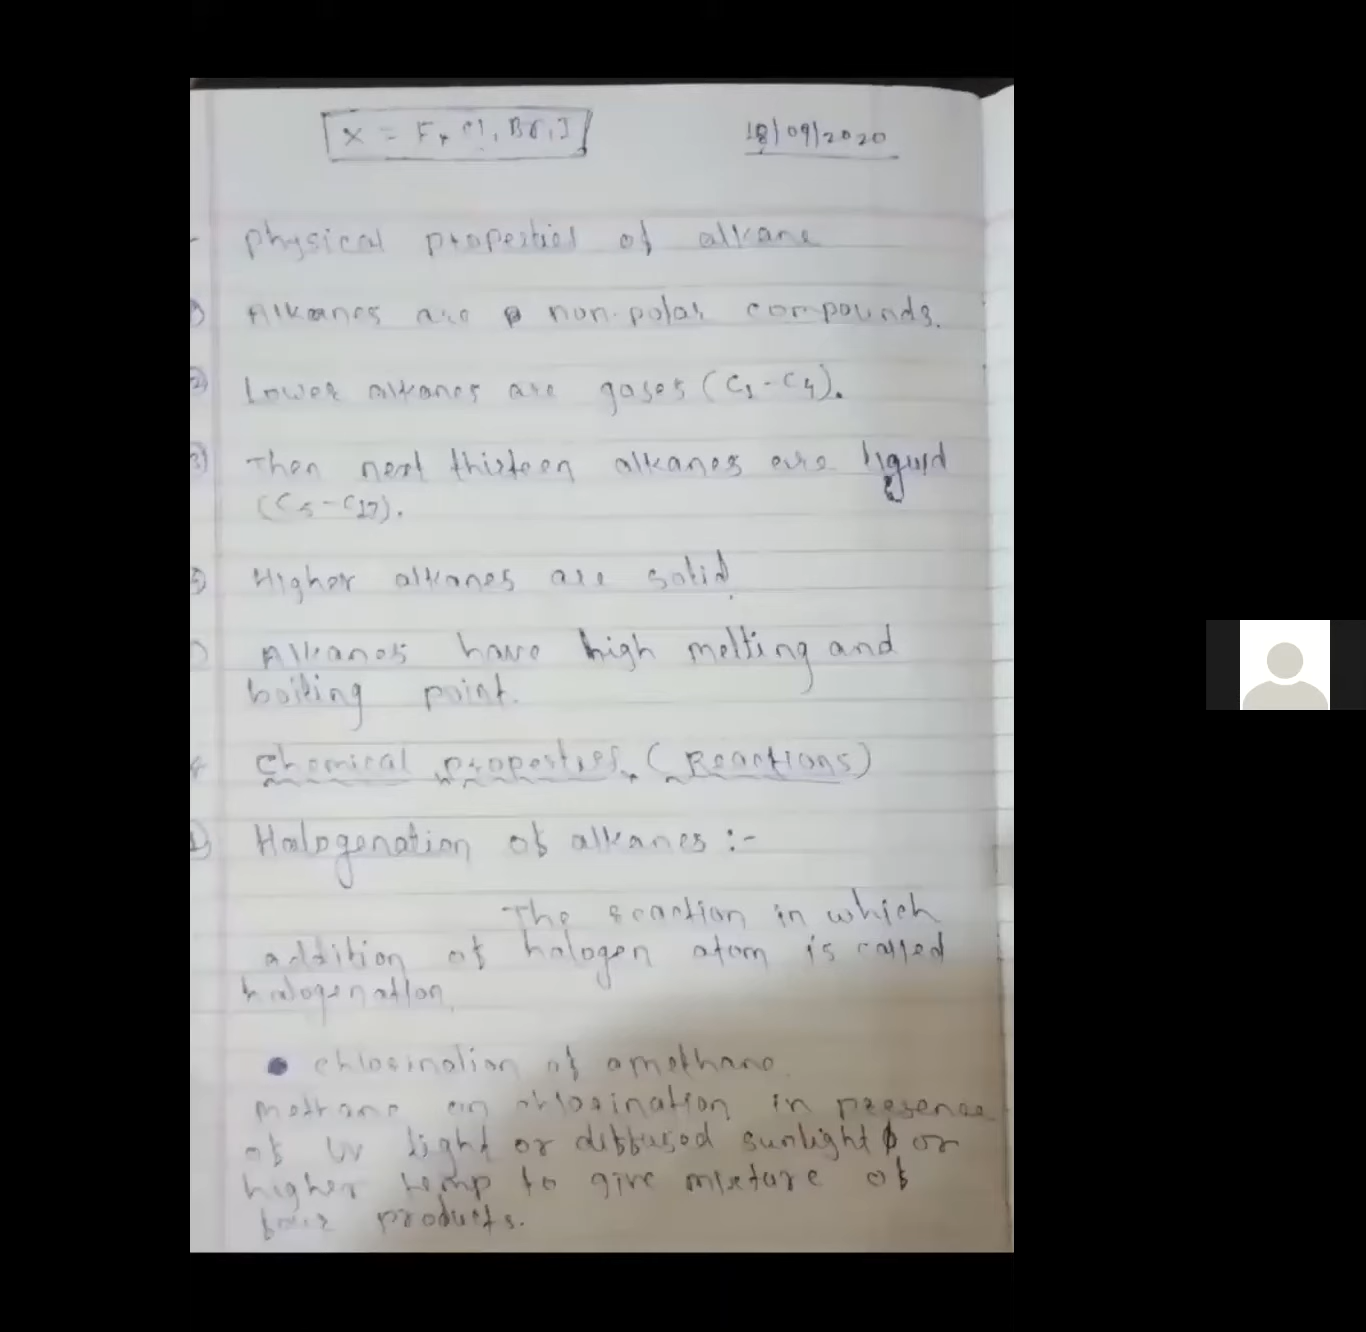 X = F, Cl, Br, I
18/09/2020
physical properties of alkane
Alkanes are non-polar compounds.
2) Lower alkanes are gases (C1-C4).
3) Then next thirteen alkanes are liquid
(C5-C17).
5) Higher alkanes are solid.
Alkanes have high melting and
boiling point.
Chemical properties (Reactions)
1) Halogenation of alkanes :-
The reaction in which
addition of halogen atom is called
halogenation.
• chlorination of methane.
methane on chlorination in presence
of UV light or diffused sunlight or
higher temp to give mixture of
four products.